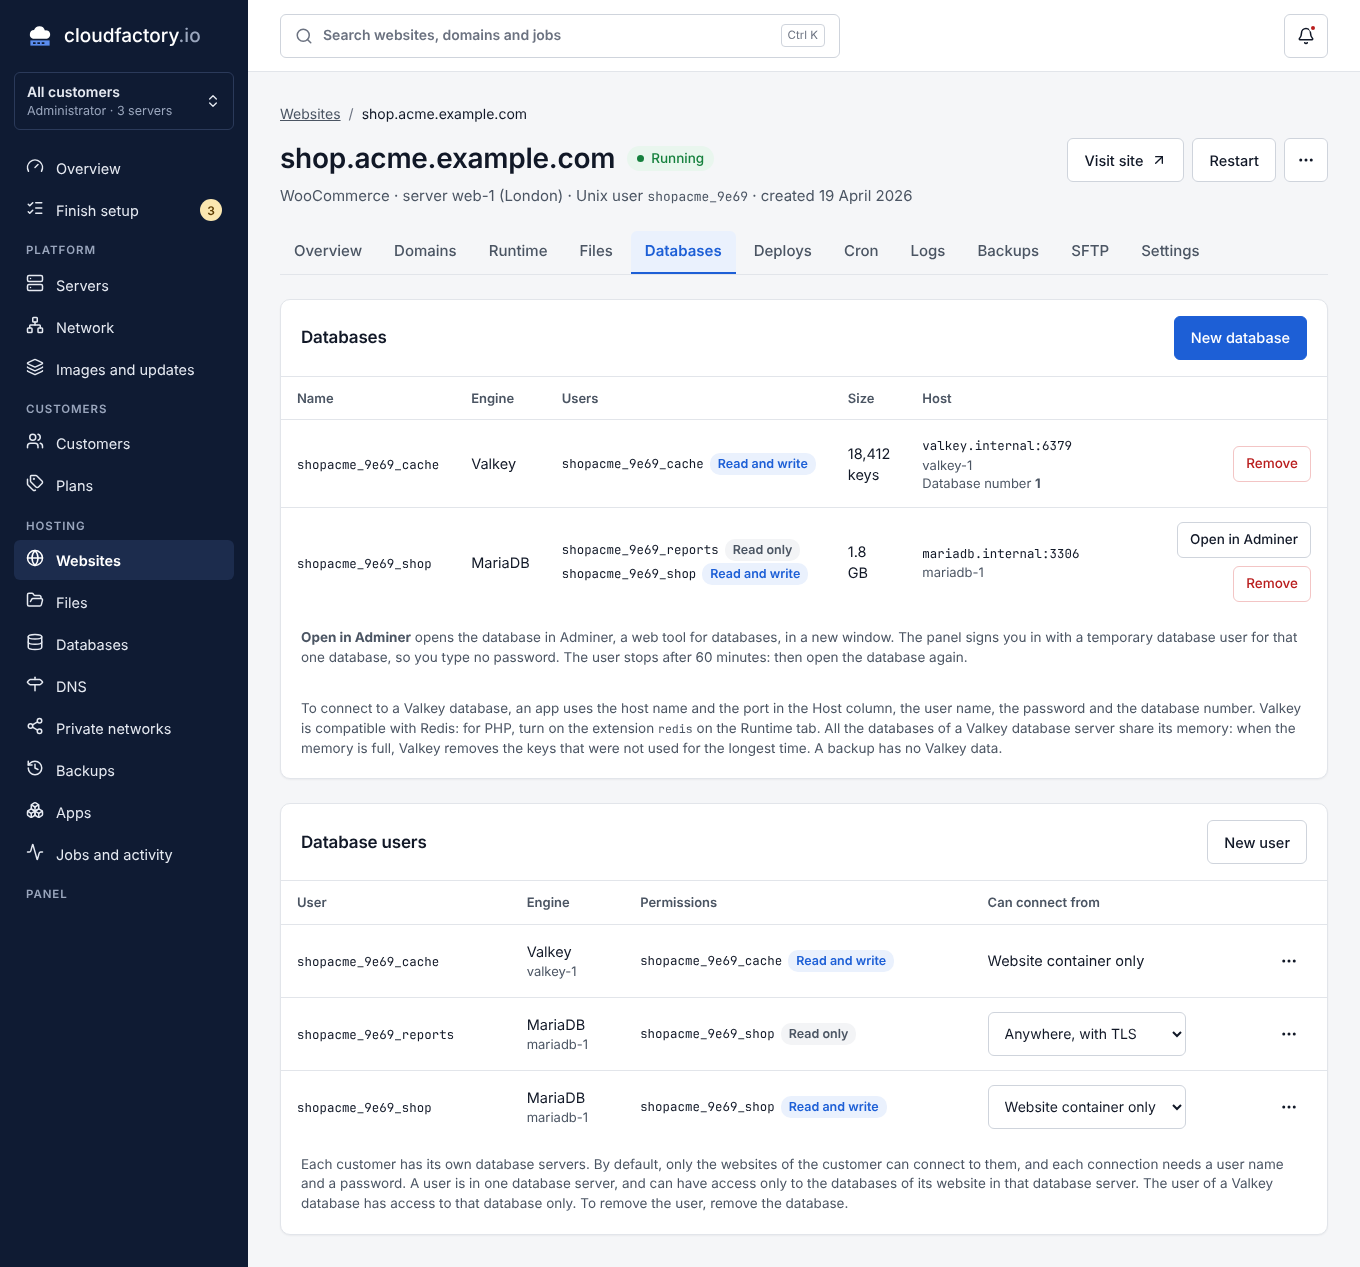 cloudfactory.io
Search websites, domains and jobs
Ctrl K
All customers
Administrator · 3 servers
Overview
Finish setup
3
PLATFORM
Servers
Network
Images and updates
CUSTOMERS
Customers
Plans
HOSTING
Websites
Files
Databases
DNS
Private networks
Backups
Apps
Jobs and activity
PANEL
Websites / shop.acme.example.com
shop.acme.example.com
Running
Visit site
Restart
WooCommerce · server web-1 (London) · Unix user shopacme_9e69 · created 19 April 2026
Overview Domains Runtime Files Databases Deploys Cron Logs Backups SFTP Settings
Databases
New database
Name Engine Users Size Host
shopacme_9e69_cache Valkey shopacme_9e69_cache Read and write
18,412
keys
valkey.internal:6379
valkey-1
Database number 1
Remove
shopacme_9e69_shop MariaDB
shopacme_9e69_reports Read only
shopacme_9e69_shop Read and write
1.8
GB
mariadb.internal:3306
mariadb-1
Open in Adminer
Remove
Open in Adminer opens the database in Adminer, a web tool for databases, in a new window. The panel signs you in with a temporary database user for that
one database, so you type no password. The user stops after 60 minutes: then open the database again.
To connect to a Valkey database, an app uses the host name and the port in the Host column, the user name, the password and the database number. Valkey
is compatible with Redis: for PHP, turn on the extension redis on the Runtime tab. All the databases of a Valkey database server share its memory: when the
memory is full, Valkey removes the keys that were not used for the longest time. A backup has no Valkey data.
Database users
New user
User Engine Permissions Can connect from
shopacme_9e69_cache
Valkey
valkey-1
shopacme_9e69_cache Read and write
Website container only
shopacme_9e69_reports
MariaDB
mariadb-1
shopacme_9e69_shop Read only
Anywhere, with TLS
shopacme_9e69_shop
MariaDB
mariadb-1
shopacme_9e69_shop Read and write
Website container only
Each customer has its own database servers. By default, only the websites of the customer can connect to them, and each connection needs a user name
and a password. A user is in one database server, and can have access only to the databases of its website in that database server. The user of a Valkey
database has access to that database only. To remove the user, remove the database.